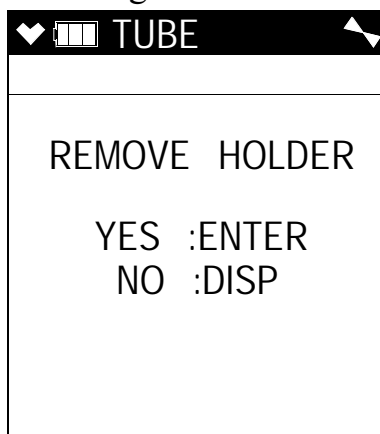 TUBE
REMOVE HOLDER
YES :ENTER
NO :DISP